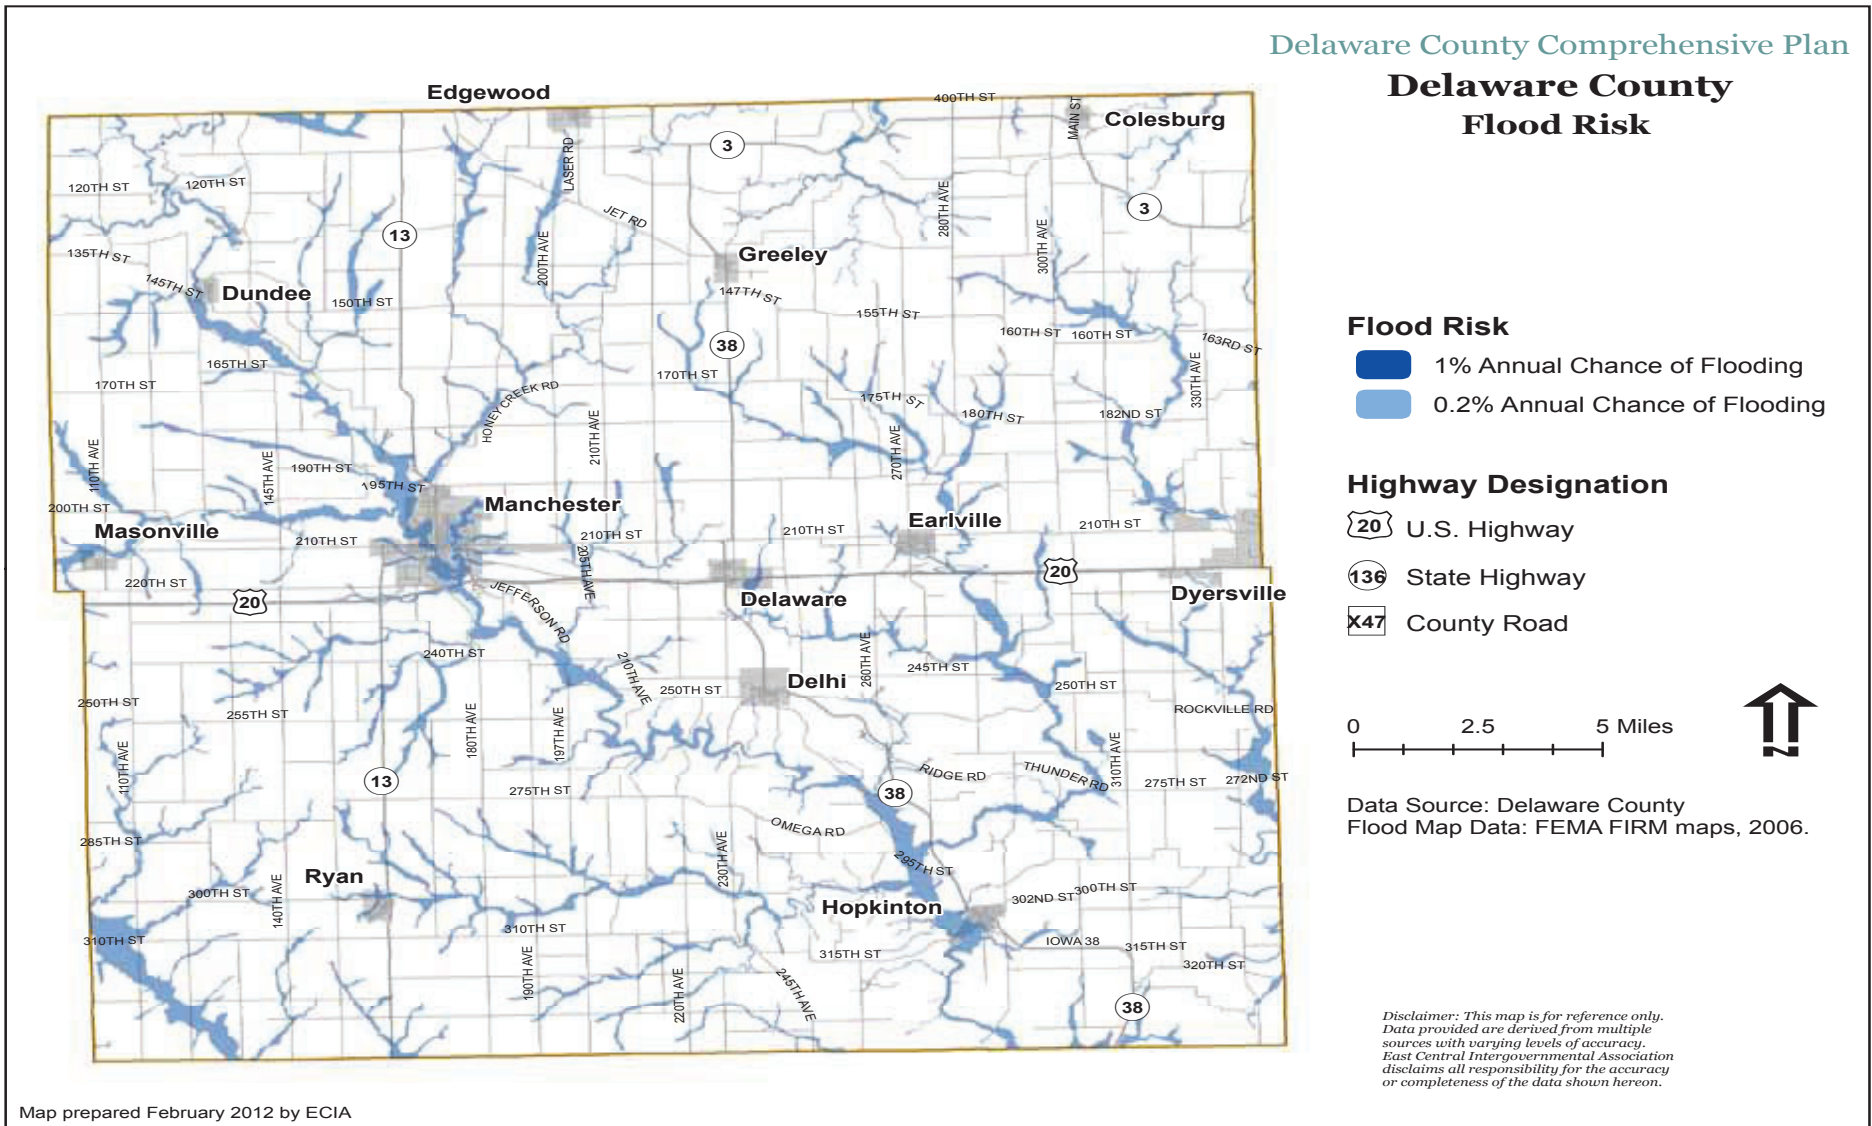 Delaware County Comprehensive Plan
Delaware County
Flood Risk
Edgewood
400TH ST
MAIN ST
Colesburg
3
LASER RD
120TH ST
120TH ST
280TH AVE
3
JET RD
13
300TH AVE
135TH ST
200TH AVE
Greeley
145TH ST
Dundee
150TH ST
147TH ST
155TH ST
160TH ST
160TH ST
163RD ST
38
165TH ST
170TH ST
170TH ST
330TH AVE
HONEY CREEK RD
175TH ST
180TH ST
182ND ST
210TH AVE
110TH AVE
145TH AVE
190TH ST
270TH AVE
195TH ST
200TH ST
Manchester
Masonville
210TH ST
210TH ST
210TH ST
Earlville
210TH ST
205TH AVE
220TH ST
20
20
JEFFERSON RD
Delaware
Dyersville
240TH ST
210TH AVE
260TH AVE
245TH ST
250TH ST
250TH ST
Delhi
250TH ST
255TH ST
180TH AVE
197TH AVE
ROCKVILLE RD
110TH AVE
13
275TH ST
38
RIDGE RD
THUNDER RD
310TH AVE
275TH ST
272ND ST
285TH ST
OMEGA RD
230TH AVE
295TH ST
Ryan
300TH ST
140TH AVE
Hopkinton
302ND ST
300TH ST
310TH ST
310TH ST
190TH AVE
315TH ST
IOWA 38
315TH ST
320TH ST
220TH AVE
245TH AVE
38
Flood Risk
1% Annual Chance of Flooding
0.2% Annual Chance of Flooding
Highway Designation
20 U.S. Highway
136 State Highway
X47 County Road
0 2.5 5 Miles
N
Data Source: Delaware County
Flood Map Data: FEMA FIRM maps, 2006.
Disclaimer: This map is for reference only.
Data provided are derived from multiple
sources with varying levels of accuracy.
East Central Intergovernmental Association
disclaims all responsibility for the accuracy
or completeness of the data shown hereon.
Map prepared February 2012 by ECIA